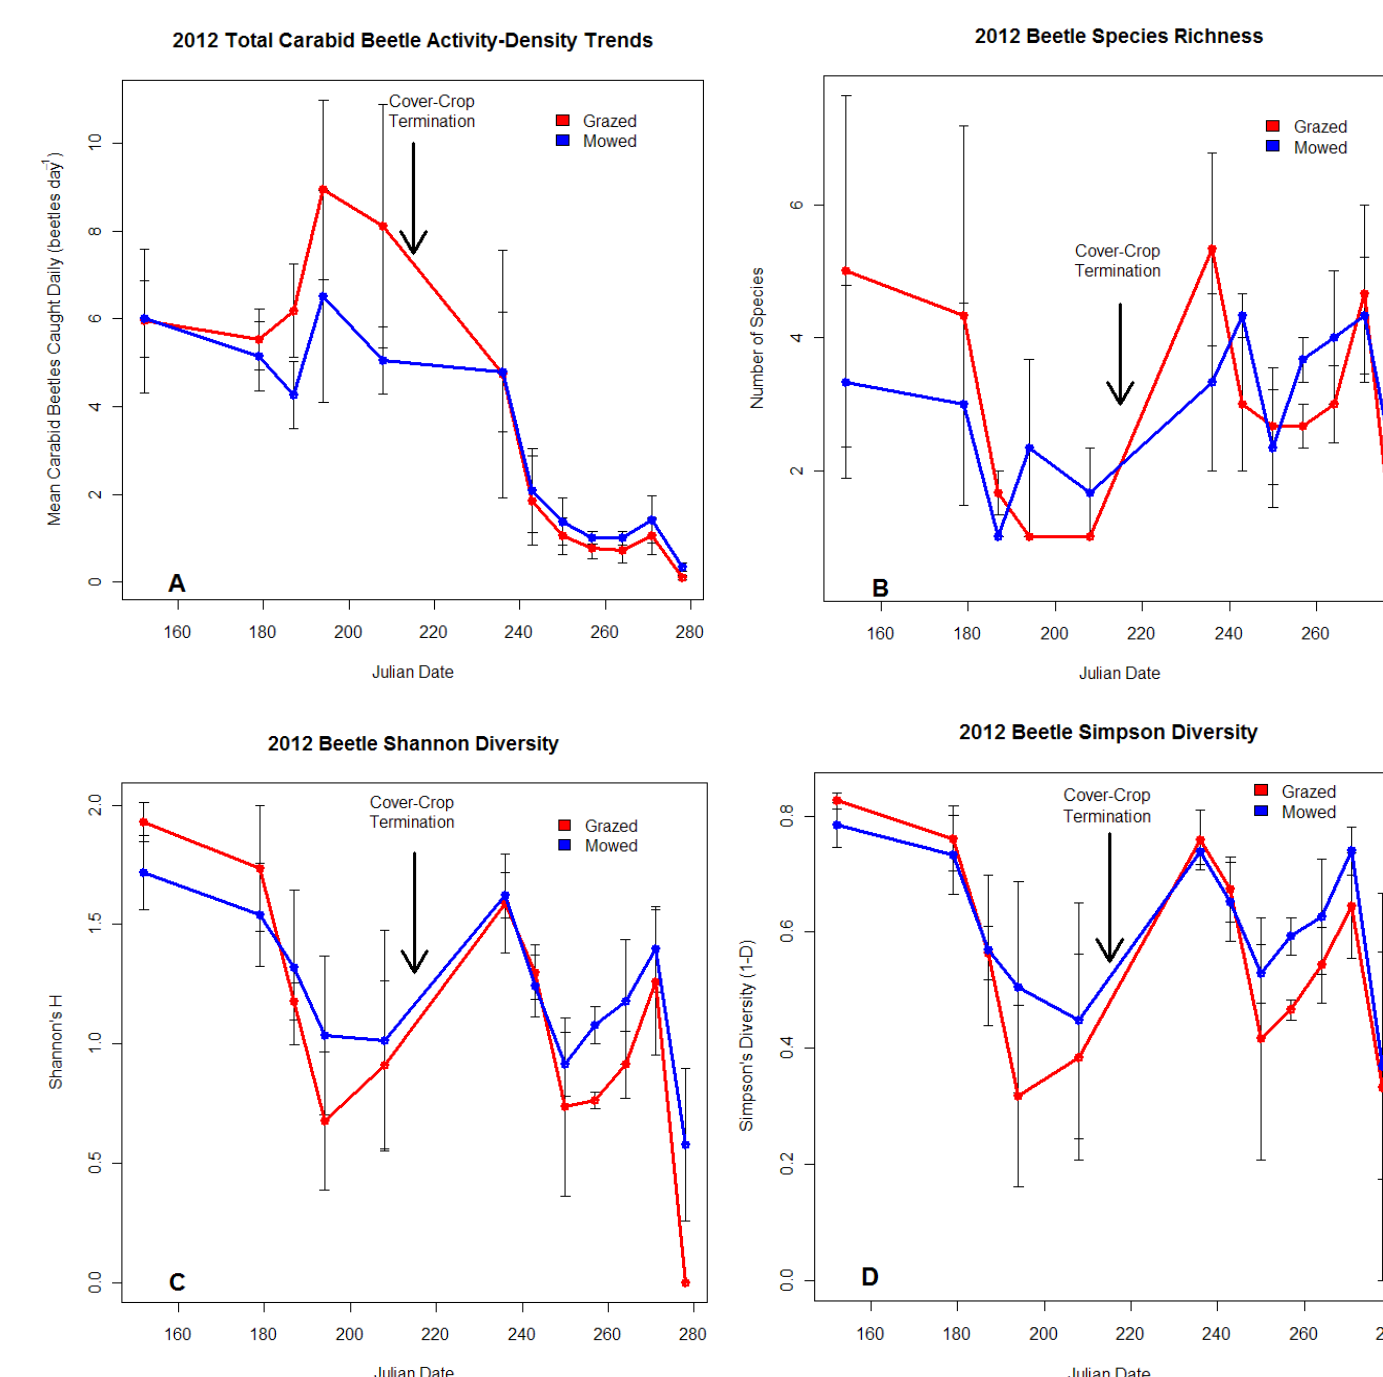 2012 Total Carabid Beetle Activity-Density Trends
Mean Carabid Beetles Caught Daily (beetles day⁻¹)
10
8
6
4
2
0
Cover-Crop
Termination
Grazed
Mowed
A
160 180 200 220 240 260 280
Julian Date
2012 Beetle Species Richness
Number of Species
6
4
2
Cover-Crop
Termination
Grazed
Mowed
B
160 180 200 220 240 260
Julian Date
2012 Beetle Shannon Diversity
Shannon's H
2.0
1.5
1.0
0.5
0.0
Cover-Crop
Termination
Grazed
Mowed
C
160 180 200 220 240 260 280
Julian Date
2012 Beetle Simpson Diversity
Simpson's Diversity (1-D)
0.8
0.6
0.4
0.2
0.0
Cover-Crop
Termination
Grazed
Mowed
D
160 180 200 220 240 260
Julian Date